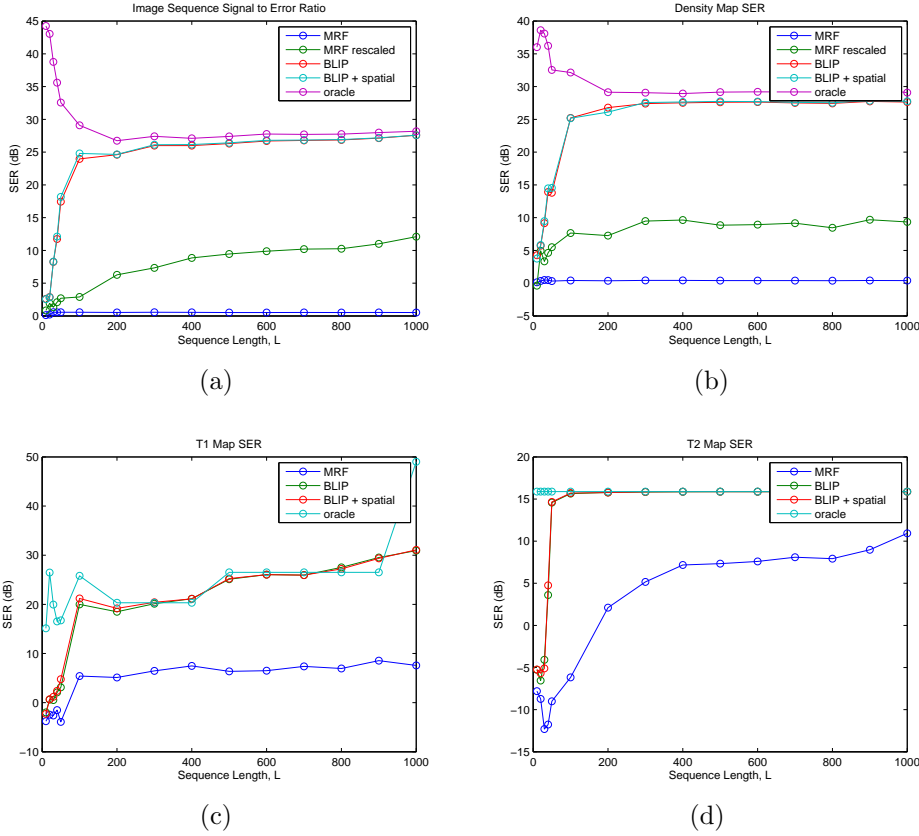 Image Sequence Signal to Error Ratio
45
40
35
30
25
20
15
10
5
0
SER (dB)
0 200 400 600 800 1000
Sequence Length, L
MRF
MRF rescaled
BLIP
BLIP + spatial
oracle
(a)
Density Map SER
40
35
30
25
20
15
10
5
0
−5
SER (dB)
0 200 400 600 800 1000
Sequence Length, L
MRF
MRF rescaled
BLIP
BLIP + spatial
oracle
(b)
T1 Map SER
50
40
30
20
10
0
−10
SER (dB)
0 200 400 600 800 1000
Sequence Length, L
MRF
BLIP
BLIP + spatial
oracle
(c)
T2 Map SER
20
15
10
5
0
−5
−10
−15
SER (dB)
0 200 400 600 800 1000
Sequence Length, L
MRF
BLIP
BLIP + spatial
oracle
(d)